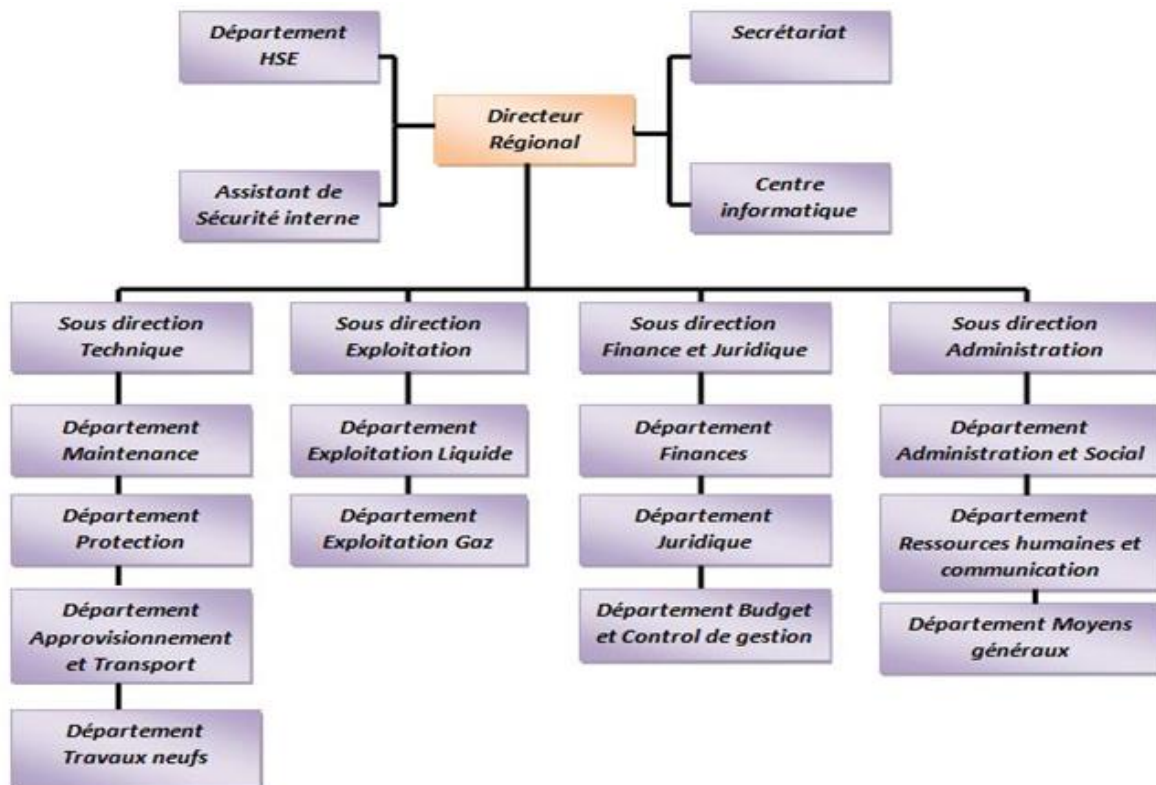 Département
HSE
Secrétariat
Directeur
Régional
Assistant de
Sécurité interne
Centre
informatique
Sous direction
Technique
Sous direction
Exploitation
Sous direction
Finance et Juridique
Sous direction
Administration
Département
Maintenance
Département
Exploitation Liquide
Département
Finances
Département
Administration et Social
Département
Protection
Département
Exploitation Gaz
Département
Juridique
Département
Ressources humaines et
communication
Département
Approvisionnement
et Transport
Département Budget
et Control de gestion
Département Moyens
généraux
Département
Travaux neufs